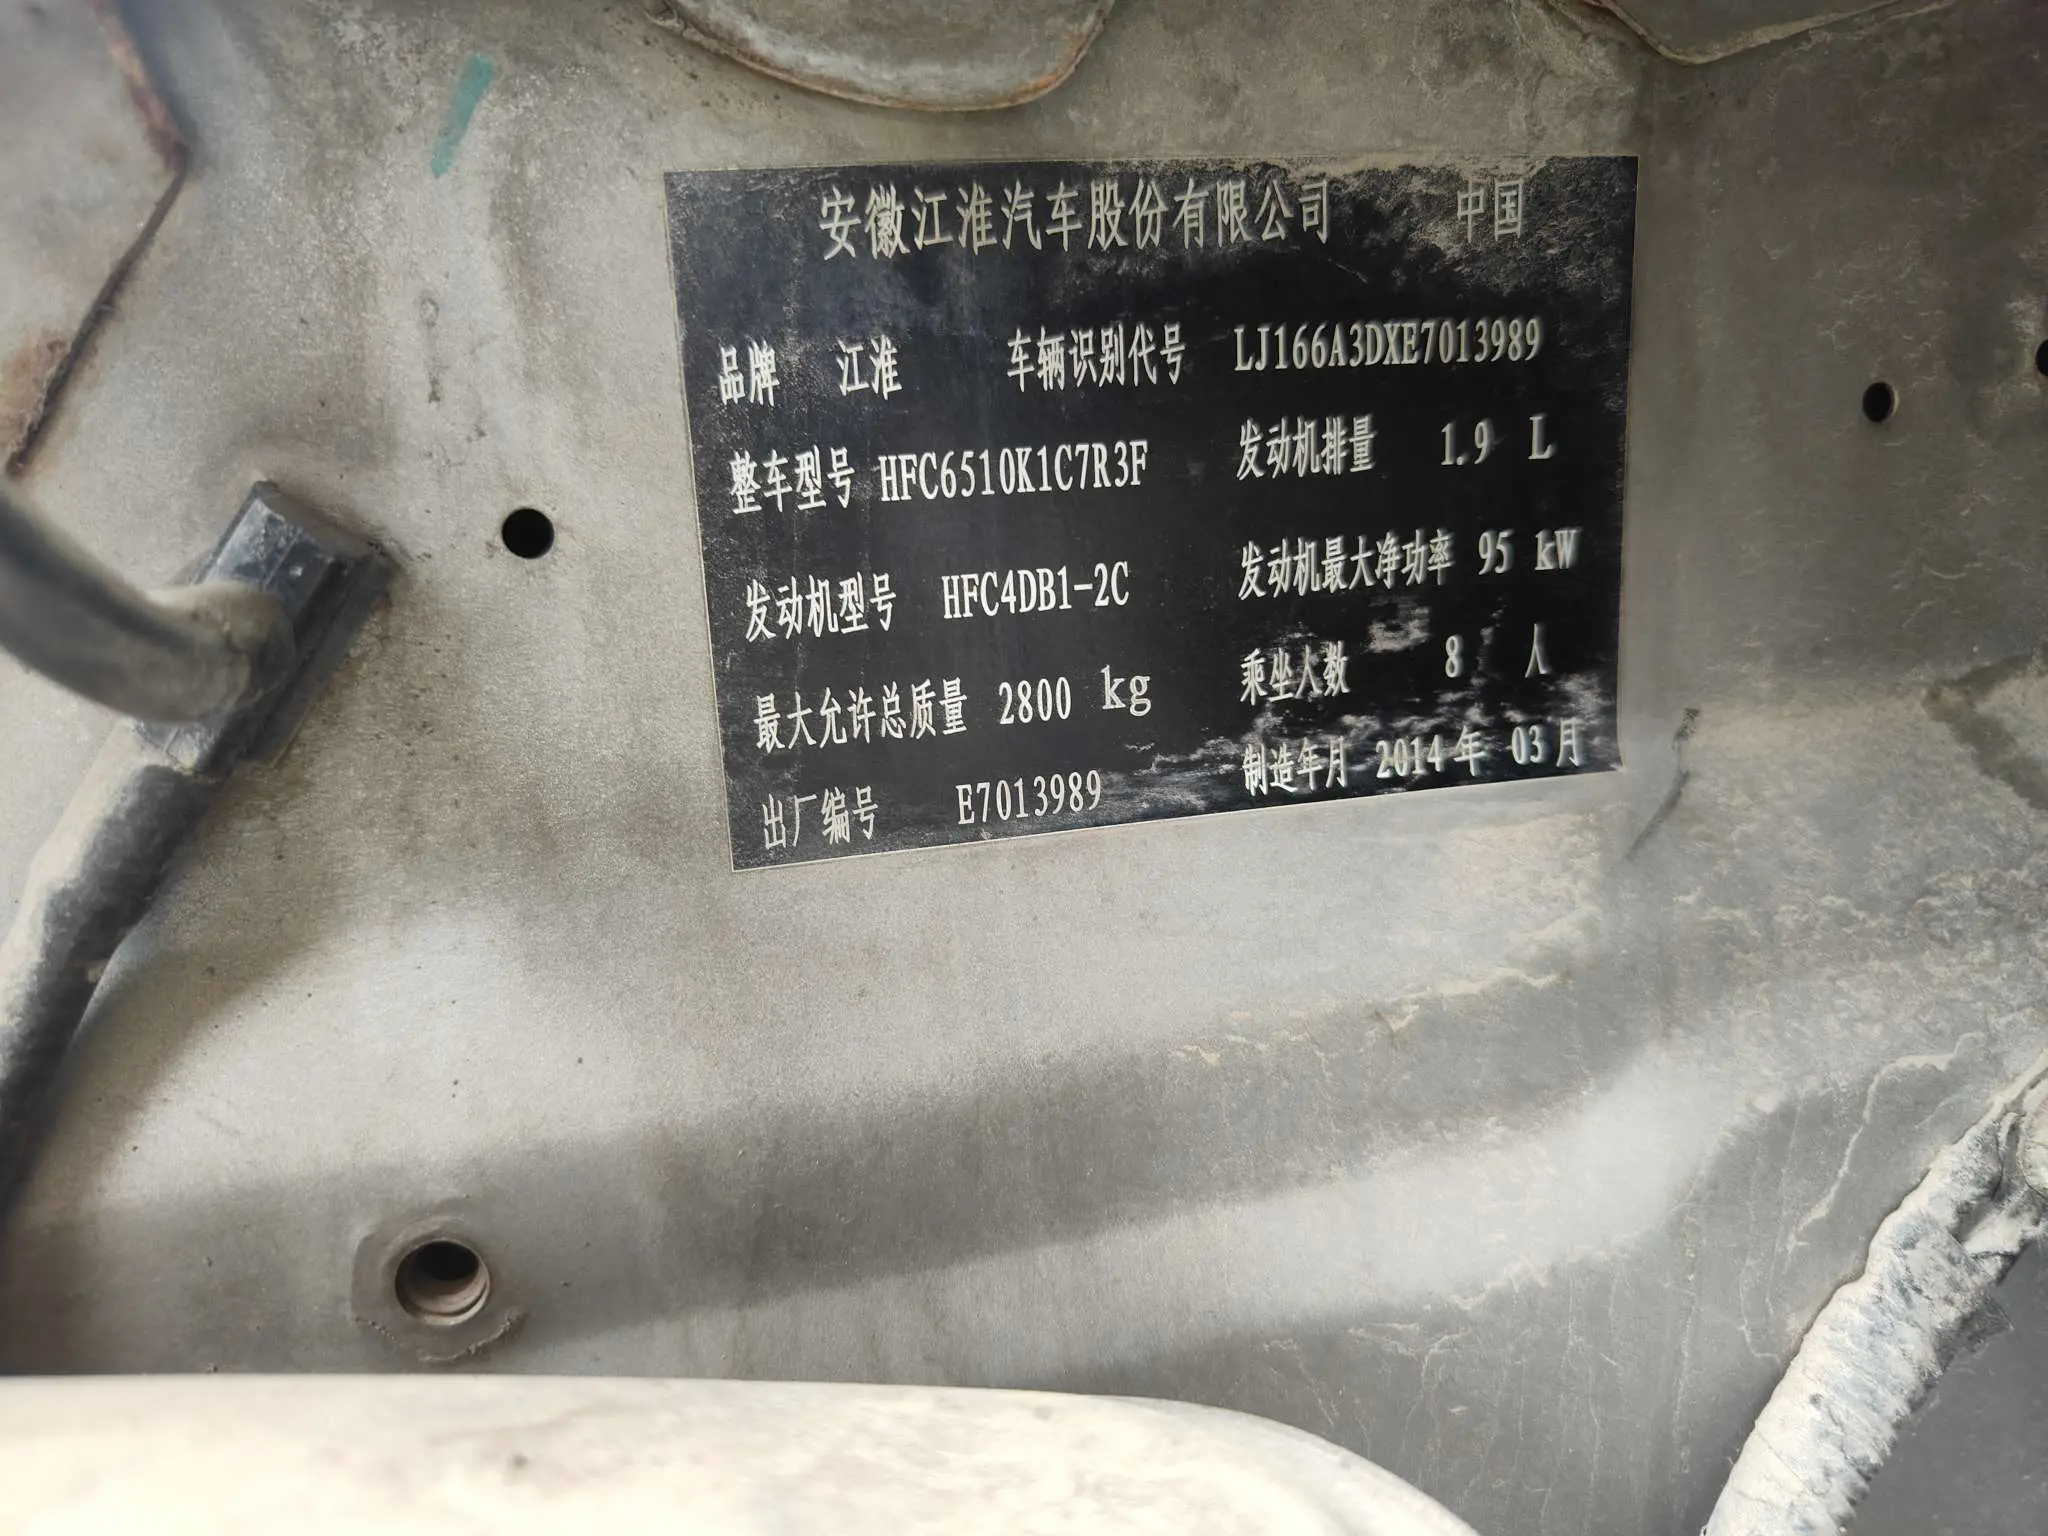 安徽江淮汽车股份有限公司 中国
品牌 江淮 车辆识别代号 LJ166A3DXE7013989
整车型号 HFC6510K1C7R3F 发动机排量 1.9 L
发动机型号 HFC4DB1-2C 发动机最大净功率 95 kW
最大允许总质量 2800 kg 乘坐人数 8 人
出厂编号 E7013989 制造年月 2014年 03月